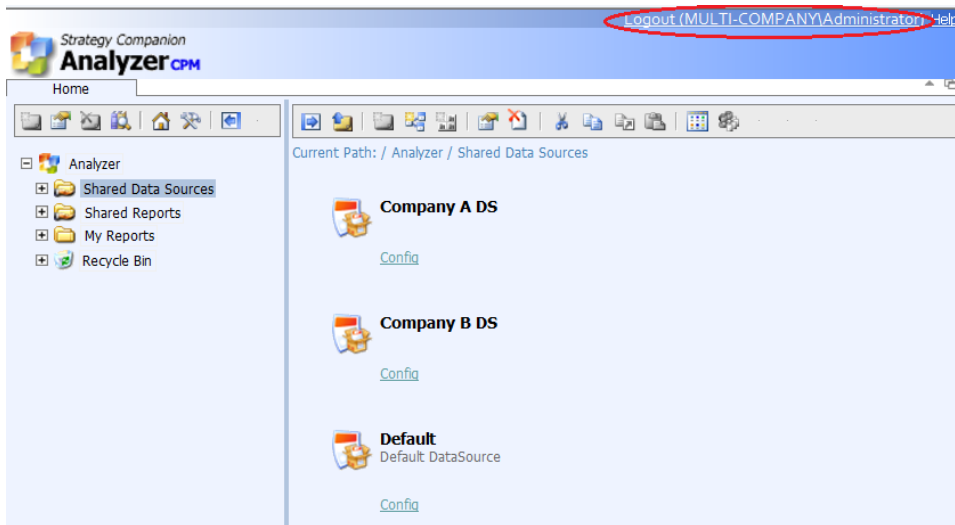 Logout (MULTI-COMPANY\Administrator) Help
Strategy Companion
Analyzer CPM
Home
Current Path: / Analyzer / Shared Data Sources
Analyzer
Shared Data Sources
Shared Reports
My Reports
Recycle Bin
Company A DS
Config
Company B DS
Config
Default
Default DataSource
Config